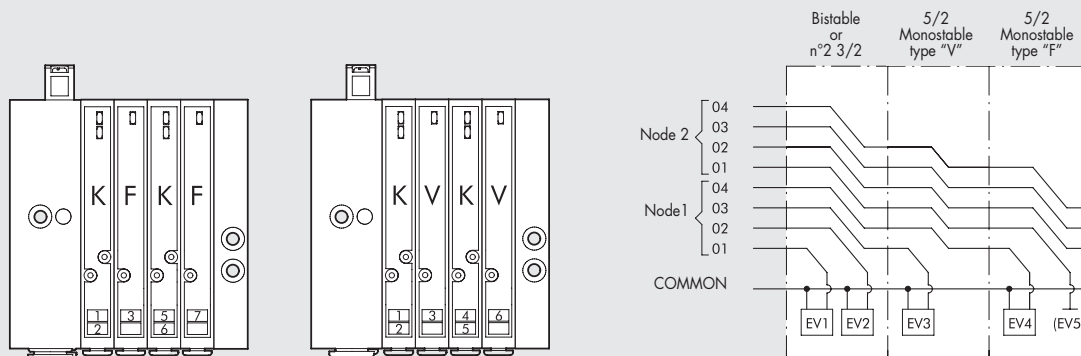 K F K F
1 3 5 7
2 6
K V K V
1 3 4 6
2 5
Bistable
or
n°2 3/2
5/2
Monostable
type “V”
5/2
Monostable
type “F”
Node 2
04
03
02
01
Node1
04
03
02
01
COMMON
EV1 EV2 EV3 EV4 (EV5